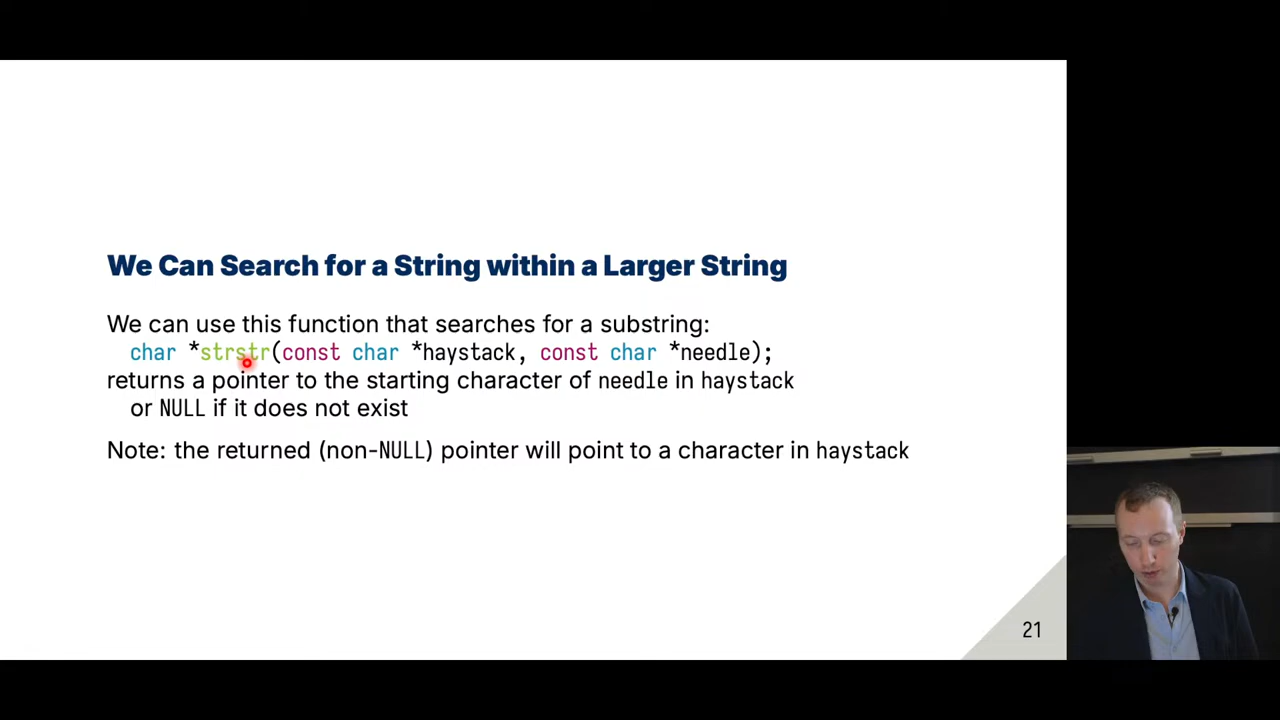 We Can Search for a String within a Larger String
We can use this function that searches for a substring:
char *strstr(const char *haystack, const char *needle);
returns a pointer to the starting character of needle in haystack
or NULL if it does not exist
Note: the returned (non-NULL) pointer will point to a character in haystack
21